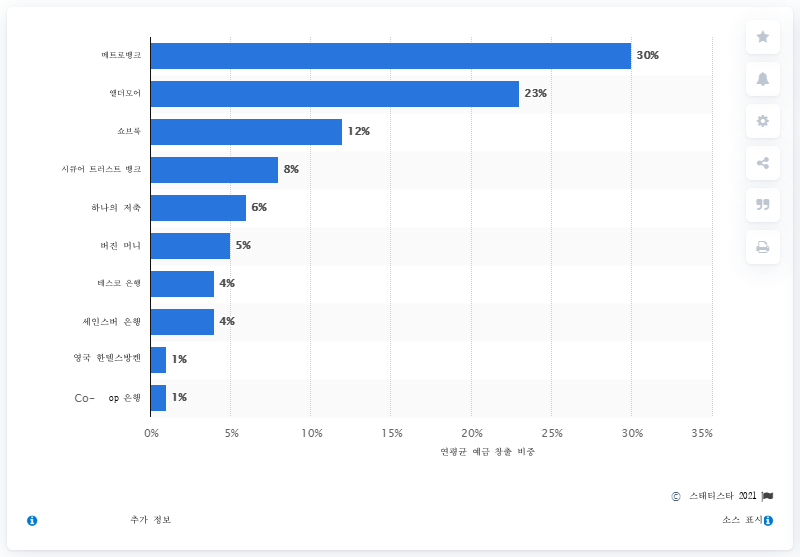 메트로뱅크
30%
앨더모어
23%
쇼브룩
12%
시큐어 트러스트 뱅크
8%
하나의 저축
6%
버진 머니
5%
테스코 은행
4%
세인스버 은행
4%
영국 한델스방켄
1%
Co- op 은행
1%
0% 5% 10% 15% 20% 25% 30% 35%
연평균 예금 창출 비중
© 스태티스타 2021
추가 정보
소스 표시